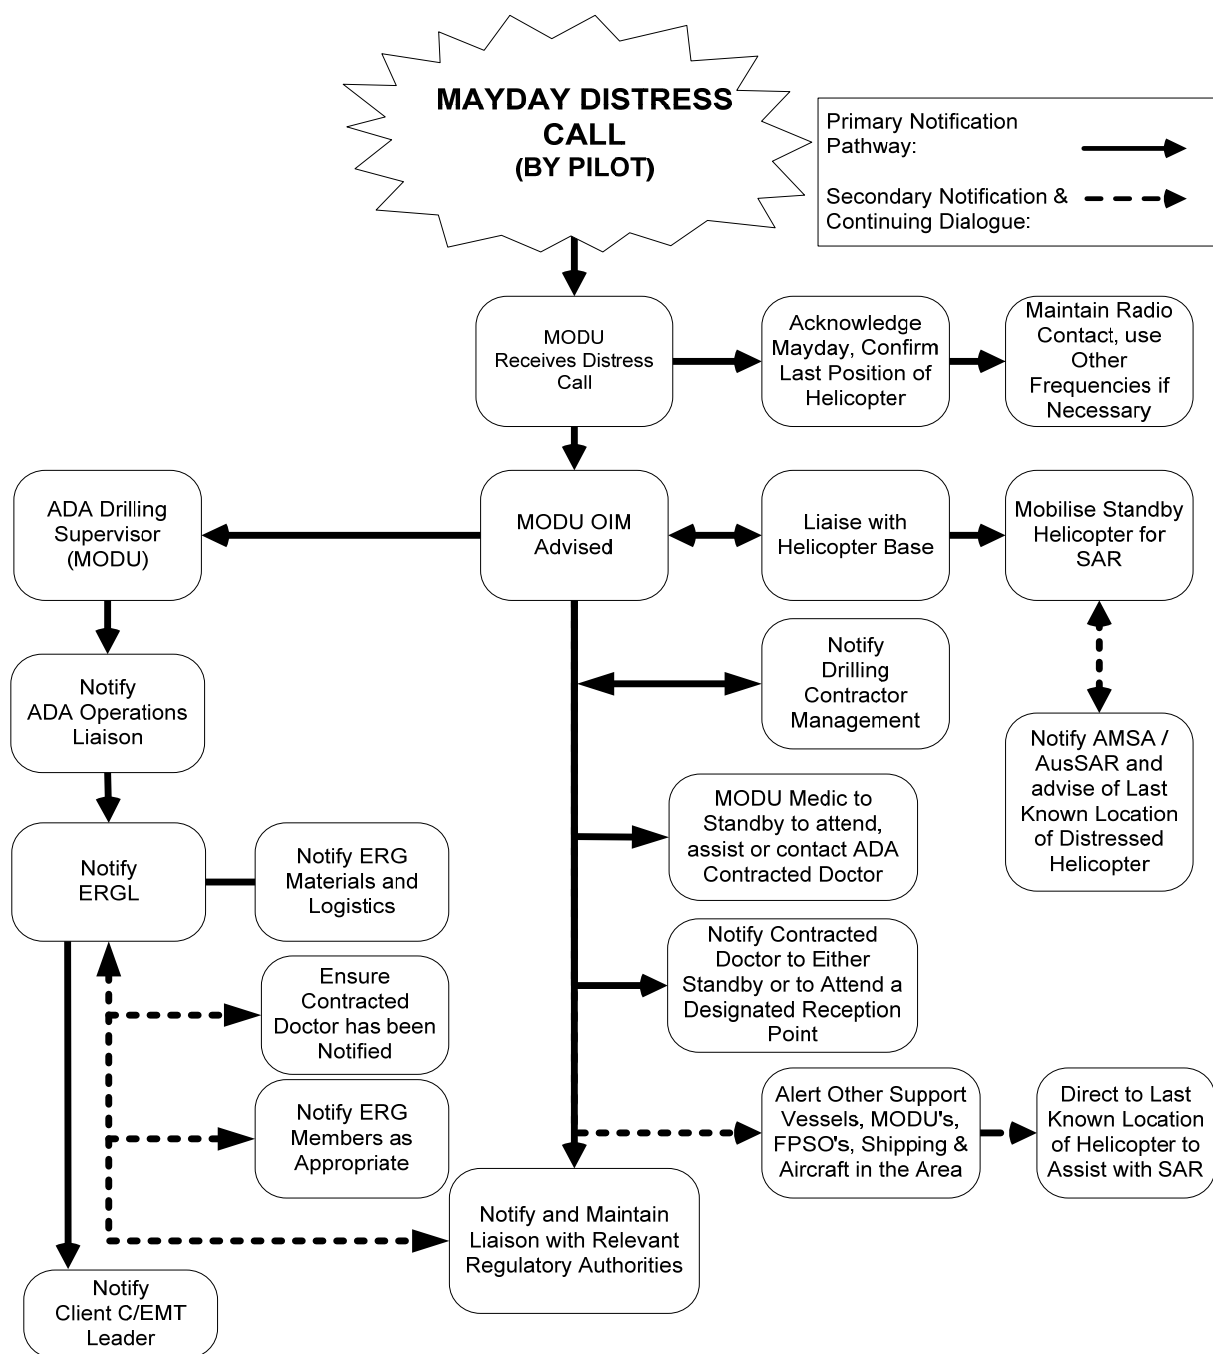 MAYDAY DISTRESS
CALL
(BY PILOT)
Primary Notification
Pathway:
Secondary Notification &
Continuing Dialogue:
MODU
Receives Distress
Call
Acknowledge
Mayday, Confirm
Last Position of
Helicopter
Maintain Radio
Contact, use
Other
Frequencies if
Necessary
ADA Drilling
Supervisor
(MODU)
MODU OIM
Advised
Liaise with
Helicopter Base
Mobilise Standby
Helicopter for
SAR
Notify
ADA Operations
Liaison
Notify
Drilling
Contractor
Management
Notify AMSA /
AusSAR and
advise of Last
Known Location
of Distressed
Helicopter
MODU Medic to
Standby to attend,
assist or contact ADA
Contracted Doctor
Notify
ERGL
Notify ERG
Materials and
Logistics
Notify Contracted
Doctor to Either
Standby or to Attend a
Designated Reception
Point
Ensure
Contracted
Doctor has been
Notified
Notify ERG
Members as
Appropriate
Alert Other Support
Vessels, MODU's,
FPSO's, Shipping &
Aircraft in the Area
Direct to Last
Known Location
of Helicopter to
Assist with SAR
Notify and Maintain
Liaison with Relevant
Regulatory Authorities
Notify
Client C/EMT
Leader